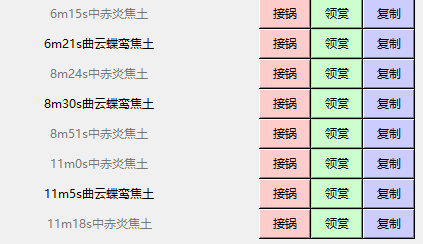 6m15s中赤炎焦土 接锅 领赏 复制
6m21s曲云蝶鸾焦土 接锅 领赏 复制
8m24s中赤炎焦土 接锅 领赏 复制
8m30s曲云蝶鸾焦土 接锅 领赏 复制
8m51s中赤炎焦土 接锅 领赏 复制
11m0s中赤炎焦土 接锅 领赏 复制
11m5s曲云蝶鸾焦土 接锅 领赏 复制
11m18s中赤炎焦土 接锅 领赏 复制